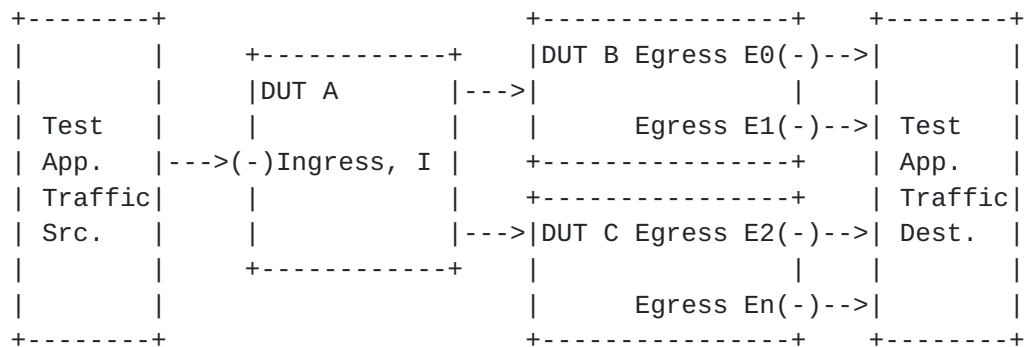 +--------+                     +----------------+    +--------+
|        |     +------------+    |DUT B Egress E0(-)-->|        |
|        |     |DUT A       |--->|                |   |        |
| Test   |     |            |    |      Egress E1(-)-->| Test   |
| App.   |--->(-)Ingress, I |    +----------------+    | App.   |
| Traffic|     |            |    +----------------+    | Traffic|
| Src.   |     |            |--->|DUT C Egress E2(-)-->| Dest.  |
|        |     +------------+    |                |   |        |
|        |                     |      Egress En(-)-->|        |
+--------+                     +----------------+    +--------+